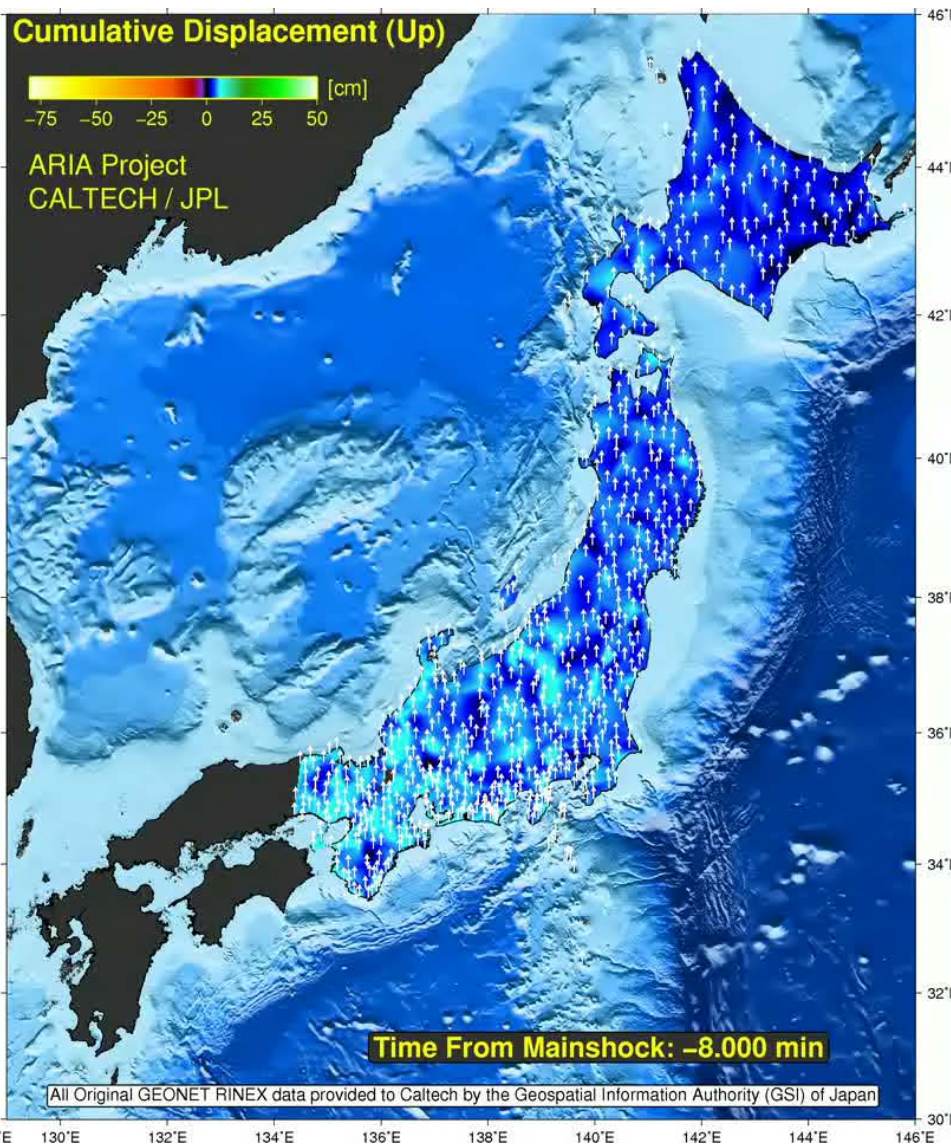 Cumulative Displacement (Up)
[cm]
−75 −50 −25 0 25 50
ARIA Project
CALTECH / JPL
46°
44°
42°
40°
38°
36°
34°
32°
30°
Time From Mainshock: −8.000 min
All Original GEONET RINEX data provided to Caltech by the Geospatial Information Authority (GSI) of Japan
130°E 132°E 134°E 136°E 138°E 140°E 142°E 144°E 146°E